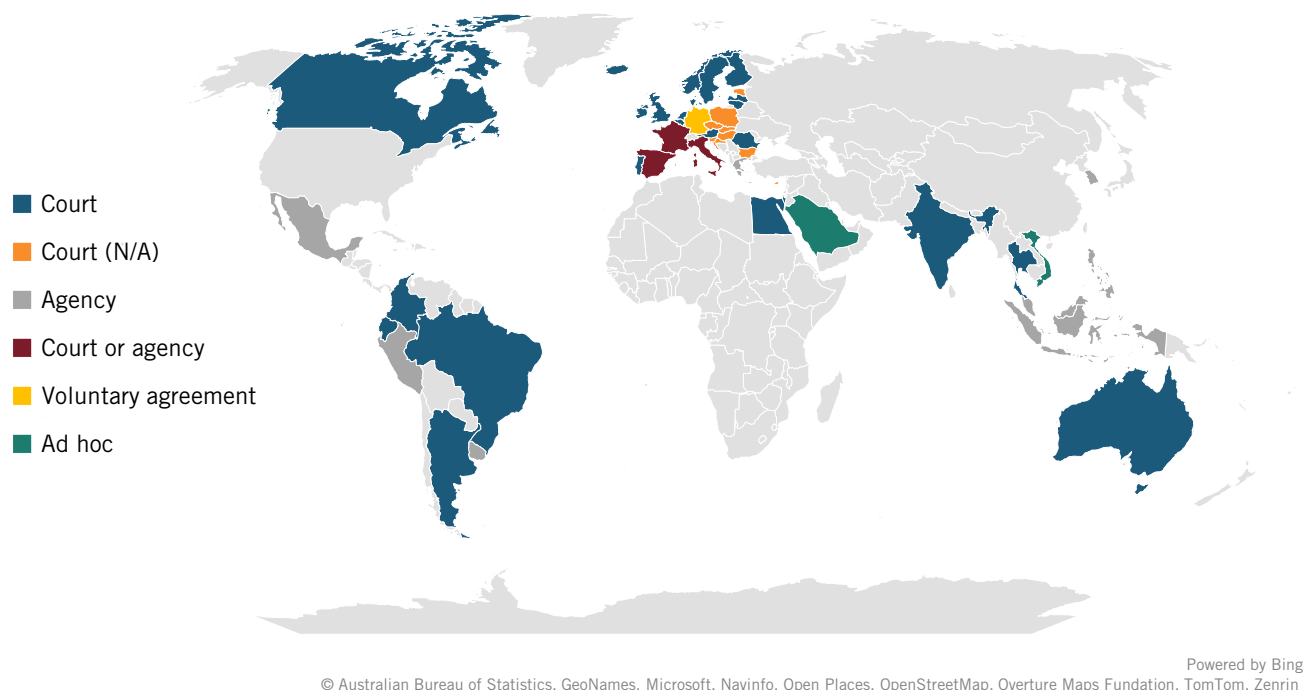 Court
Court (N/A)
Agency
Court or agency
Voluntary agreement
Ad hoc
Powered by Bing
© Australian Bureau of Statistics, GeoNames, Microsoft, Navinfo, Open Places, OpenStreetMap, Overture Maps Fundation, TomTom, Zenrin